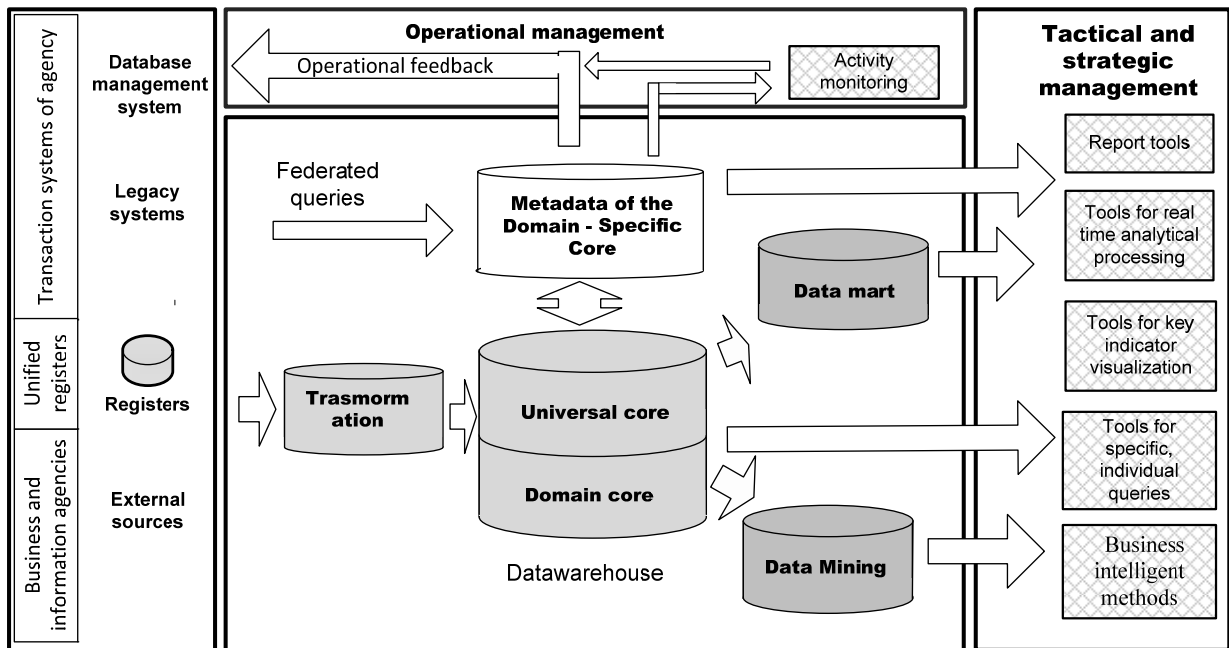 Transaction systems of agency
Unified
registers
Business and
information agencies
Database
management
system
Legacy
systems
-
Registers
External
sources
Operational management
Operational feedback
Activity
monitoring
Federated
queries
Metadata of the
Domain - Specific
Core
Data mart
Trasmorm
ation
Universal core
Domain core
Datawarehouse
Data Mining
Tactical and
strategic
management
Report tools
Tools for real
time analytical
processing
Tools for key
indicator
visualization
Tools for
specific,
individual
queries
Business
intelligent
methods